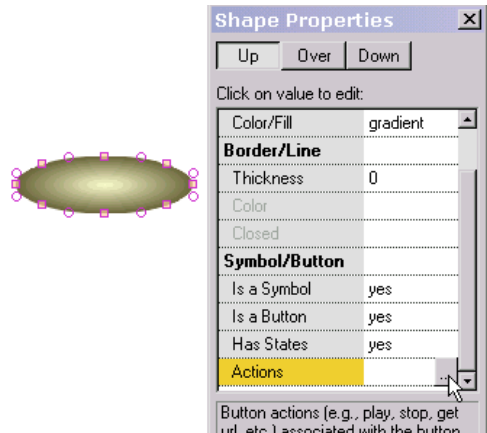 Shape Properties
Up Over Down
Click on value to edit:
Color/Fill gradient
Border/Line
Thickness 0
Color
Closed
Symbol/Button
Is a Symbol yes
Is a Button yes
Has States yes
Actions ...
Button actions (e.g., play, stop, get
url, etc.) associated with the button